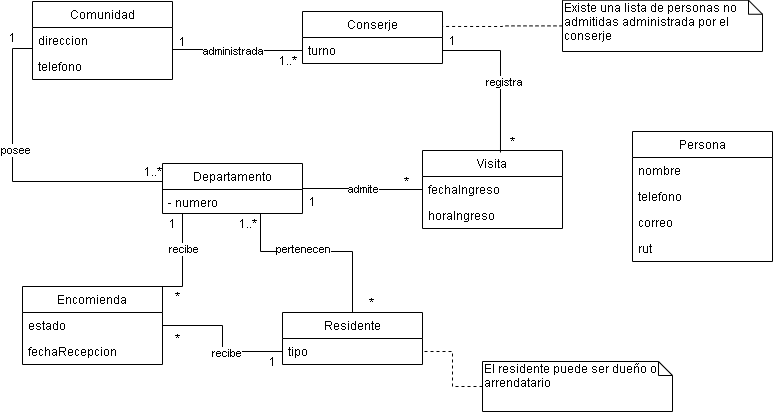 Comunidad
direccion
telefono
1
1
administrada
1..*
Conserje
turno
1
Existe una lista de personas no
admitidas administrada por el
conserje
registra
*
posee
1..*
Departamento
- numero
1
admite
*
Visita
fechaIngreso
horaIngreso
Persona
nombre
telefono
correo
rut
1
1..*
recibe
pertenecen
*
*
Encomienda
estado
fechaRecepcion
*
recibe
1
Residente
tipo
El residente puede ser dueño o
arrendatario